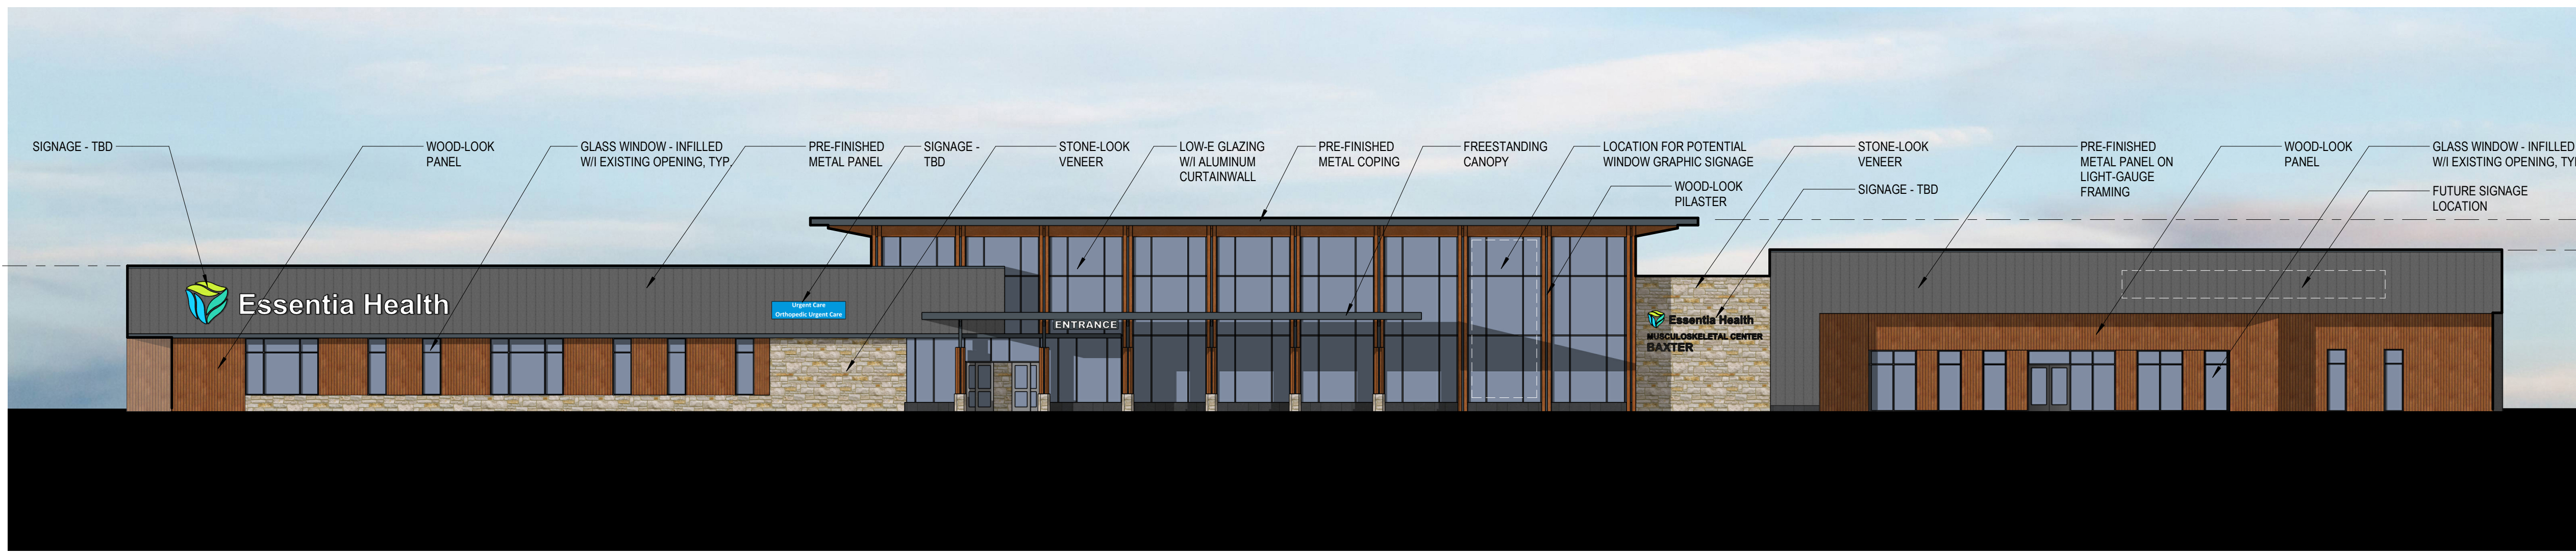 SIGNAGE - TBD
WOOD-LOOK
PANEL
GLASS WINDOW - INFILLED
W/I EXISTING OPENING, TYP.
PRE-FINISHED
METAL PANEL
SIGNAGE -
TBD
STONE-LOOK
VENEER
LOW-E GLAZING
W/I ALUMINUM
CURTAINWALL
PRE-FINISHED
METAL COPING
FREESTANDING
CANOPY
LOCATION FOR POTENTIAL
WINDOW GRAPHIC SIGNAGE
WOOD-LOOK
PILASTER
STONE-LOOK
VENEER
SIGNAGE - TBD
PRE-FINISHED
METAL PANEL ON
LIGHT-GAUGE
FRAMING
WOOD-LOOK
PANEL
GLASS WINDOW - INFILLED
W/I EXISTING OPENING, TY
FUTURE SIGNAGE
LOCATION
Essentia Health
Urgent Care
Orthopedic Urgent Care
ENTRANCE
Essentia Health
MUSCULOSKELETAL CENTER
BAXTER